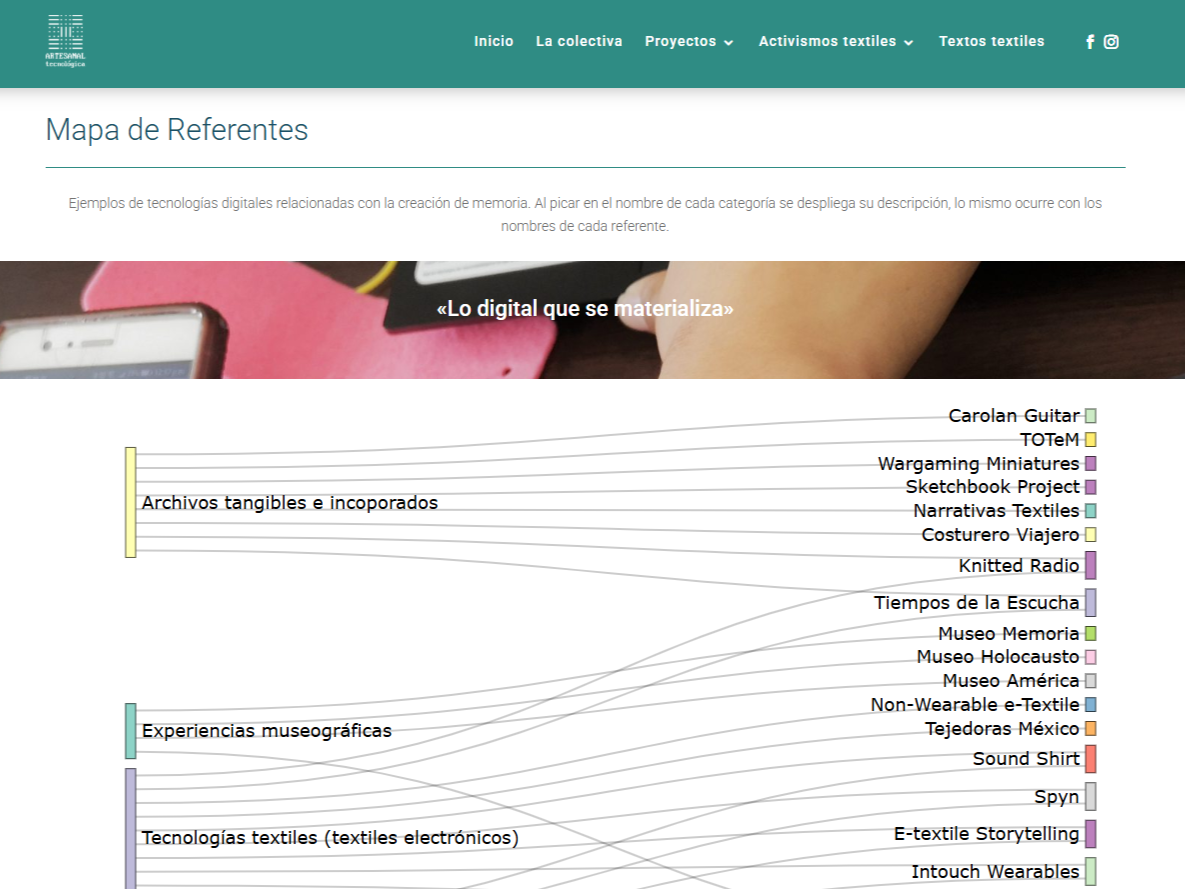 ARTESANAL
tecnológica
Inicio La colectiva Proyectos Activismos textiles Textos textiles
Mapa de Referentes
Ejemplos de tecnologías digitales relacionadas con la creación de memoria. Al picar en el nombre de cada categoría se despliega su descripción, lo mismo ocurre con los
nombres de cada referente.
«Lo digital que se materializa»
Carolan Guitar
TOTeM
Wargaming Miniatures
Sketchbook Project
Archivos tangibles e incoporados
Narrativas Textiles
Costurero Viajero
Knitted Radio
Tiempos de la Escucha
Museo Memoria
Museo Holocausto
Museo América
Non-Wearable e-Textile
Experiencias museográficas
Tejedoras México
Sound Shirt
Spyn
Tecnologías textiles (textiles electrónicos)
E-textile Storytelling
Intouch Wearables